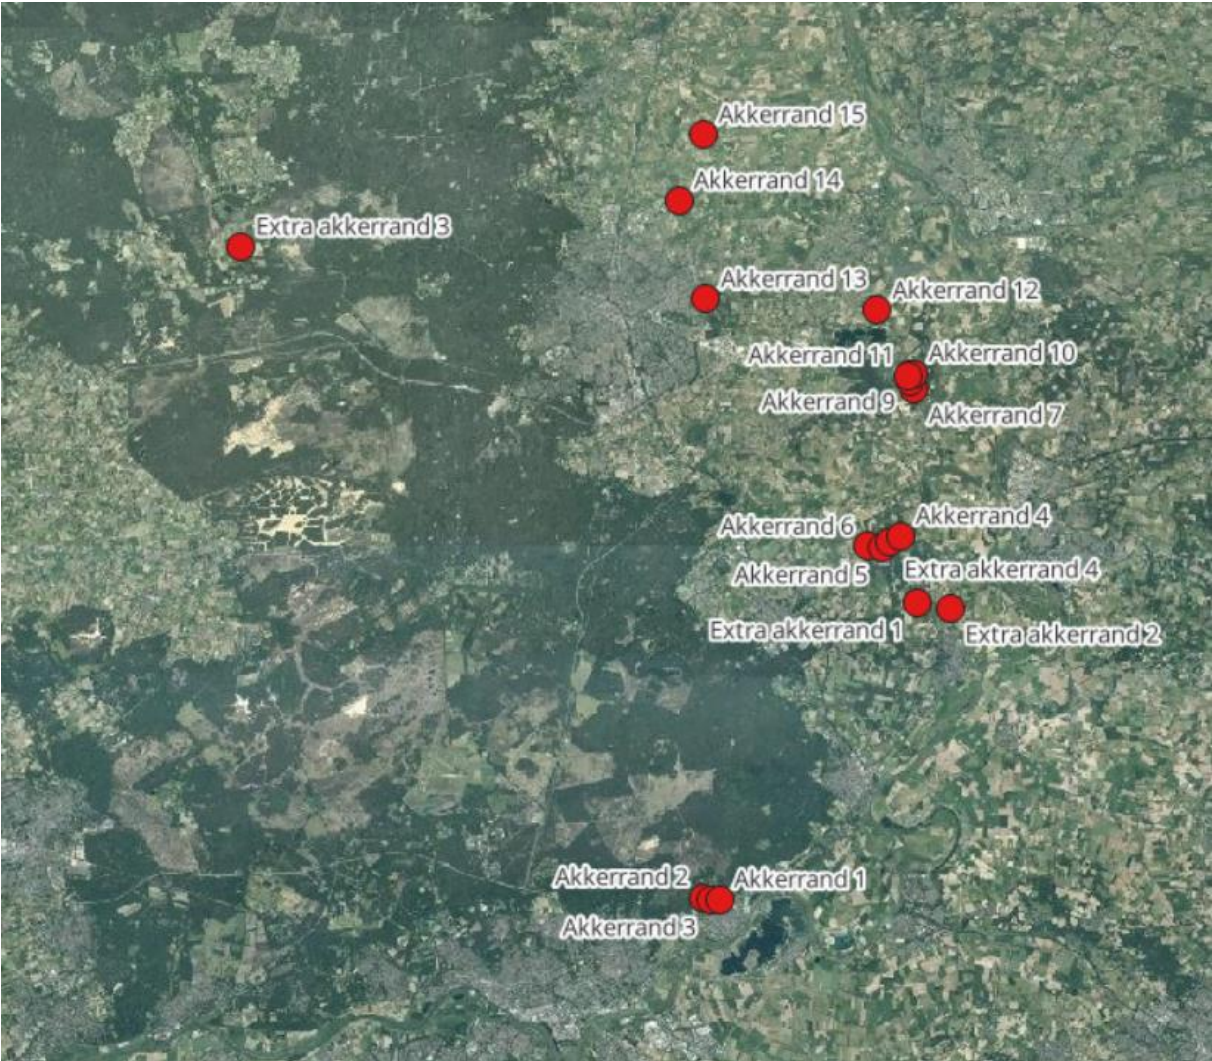 Akkerrand 15
Akkerrand 14
Extra akkerrand 3
Akkerrand 13
Akkerrand 12
Akkerrand 11
Akkerrand 10
Akkerrand 9
Akkerrand 7
Akkerrand 6
Akkerrand 4
Akkerrand 5
Extra akkerrand 4
Extra akkerrand 1
Extra akkerrand 2
Akkerrand 2
Akkerrand 1
Akkerrand 3